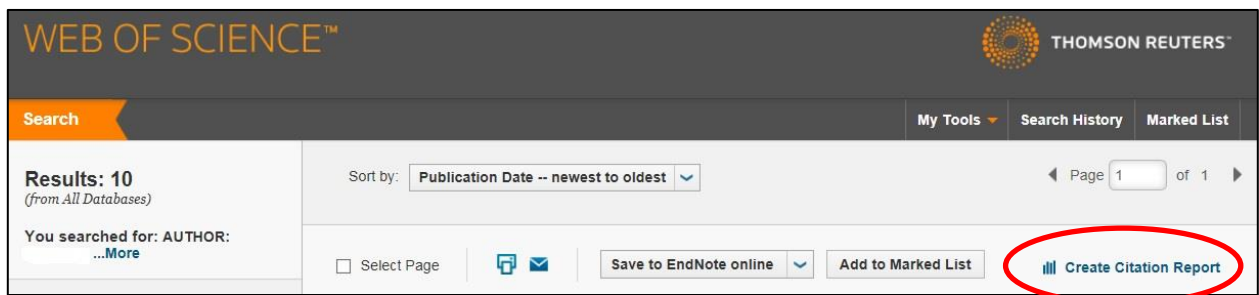 WEB OF SCIENCE™
THOMSON REUTERS™
Search
My Tools
Search History
Marked List
Results: 10
(from All Databases)
You searched for: AUTHOR:
...More
Sort by:
Publication Date -- newest to oldest
Page 1 of 1
Select Page
Save to EndNote online
Add to Marked List
Create Citation Report